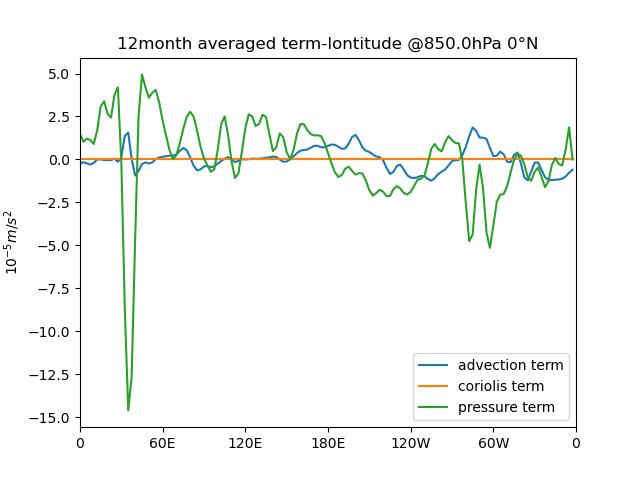 12month averaged term-lontitude @850.0hPa 0°N
5.0
2.5
0.0
−2.5
−5.0
−7.5
−10.0
−12.5
−15.0
10⁻⁵m/s²
advection term
coriolis term
pressure term
0 60E 120E 180E 120W 60W 0